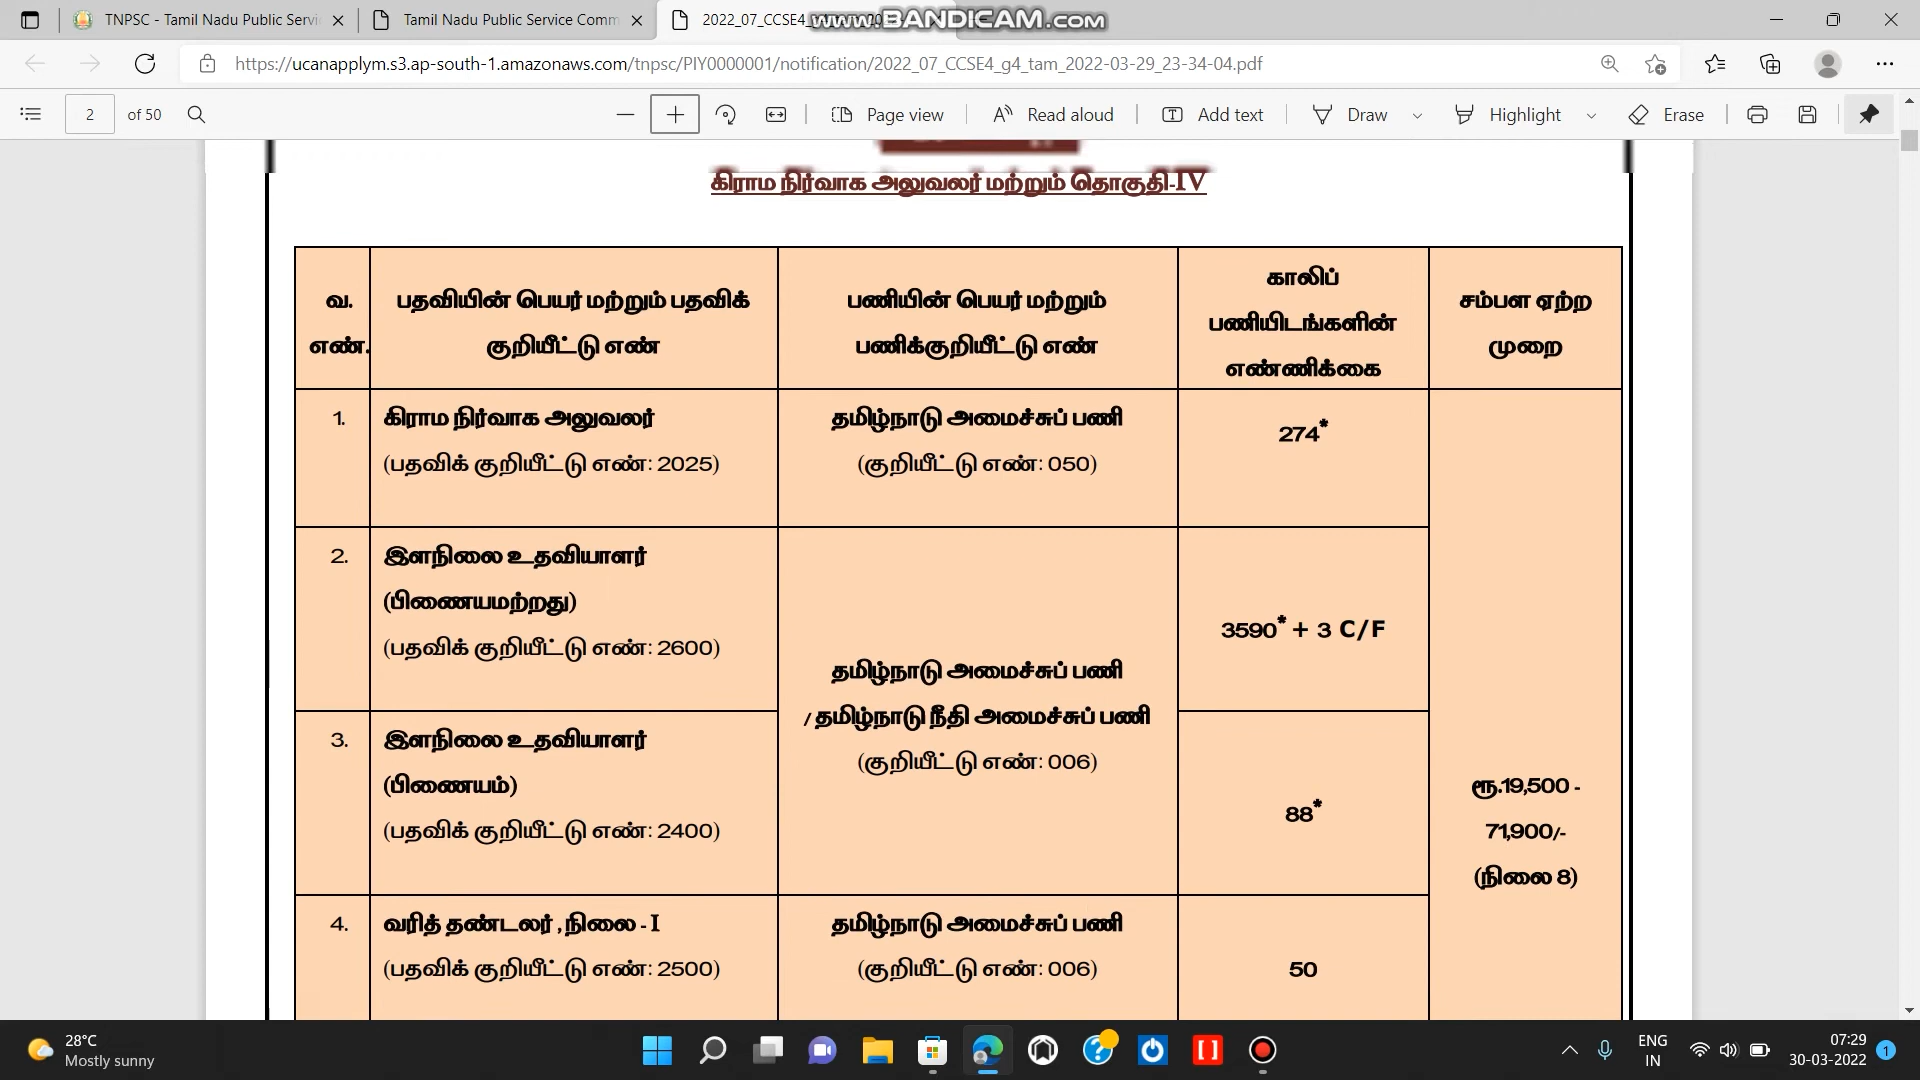 TNPSC - Tamil Nadu Public Servi
Tamil Nadu Public Service Comm
2022_07_CCSE4_
www.BANDICAM.com
https://ucanapplym.s3.ap-south-1.amazonaws.com/tnpsc/PIY0000001/notification/2022_07_CCSE4_g4_tam_2022-03-29_23-34-04.pdf
2 of 50
Page view
Read aloud
Add text
Draw
Highlight
Erase
கிராம நிர்வாக அலுவலர் மற்றும் தொகுதி-IV
வ.
எண்.
பதவியின் பெயர் மற்றும் பதவிக்
குறியீட்டு எண்
பணியின் பெயர் மற்றும்
பணிக்குறியீட்டு எண்
காலிப்
பணியிடங்களின்
எண்ணிக்கை
சம்பள ஏற்ற
முறை
1.
கிராம நிர்வாக அலுவலர்
(பதவிக் குறியீட்டு எண்: 2025)
தமிழ்நாடு அமைச்சுப் பணி
(குறியீட்டு எண்: 050)
274*
2.
இளநிலை உதவியாளர்
(பிணையமற்றது)
(பதவிக் குறியீட்டு எண்: 2600)
தமிழ்நாடு அமைச்சுப் பணி
/ தமிழ்நாடு நீதி அமைச்சுப் பணி
(குறியீட்டு எண்: 006)
3590* + 3 C/F
3.
இளநிலை உதவியாளர்
(பிணையம்)
(பதவிக் குறியீட்டு எண்: 2400)
88*
ரூ.19,500 -
71,900/-
(நிலை 8)
4.
வரித் தண்டலர் , நிலை - I
(பதவிக் குறியீட்டு எண்: 2500)
தமிழ்நாடு அமைச்சுப் பணி
(குறியீட்டு எண்: 006)
50
28°C
Mostly sunny
ENG
IN
07:29
30-03-2022
1